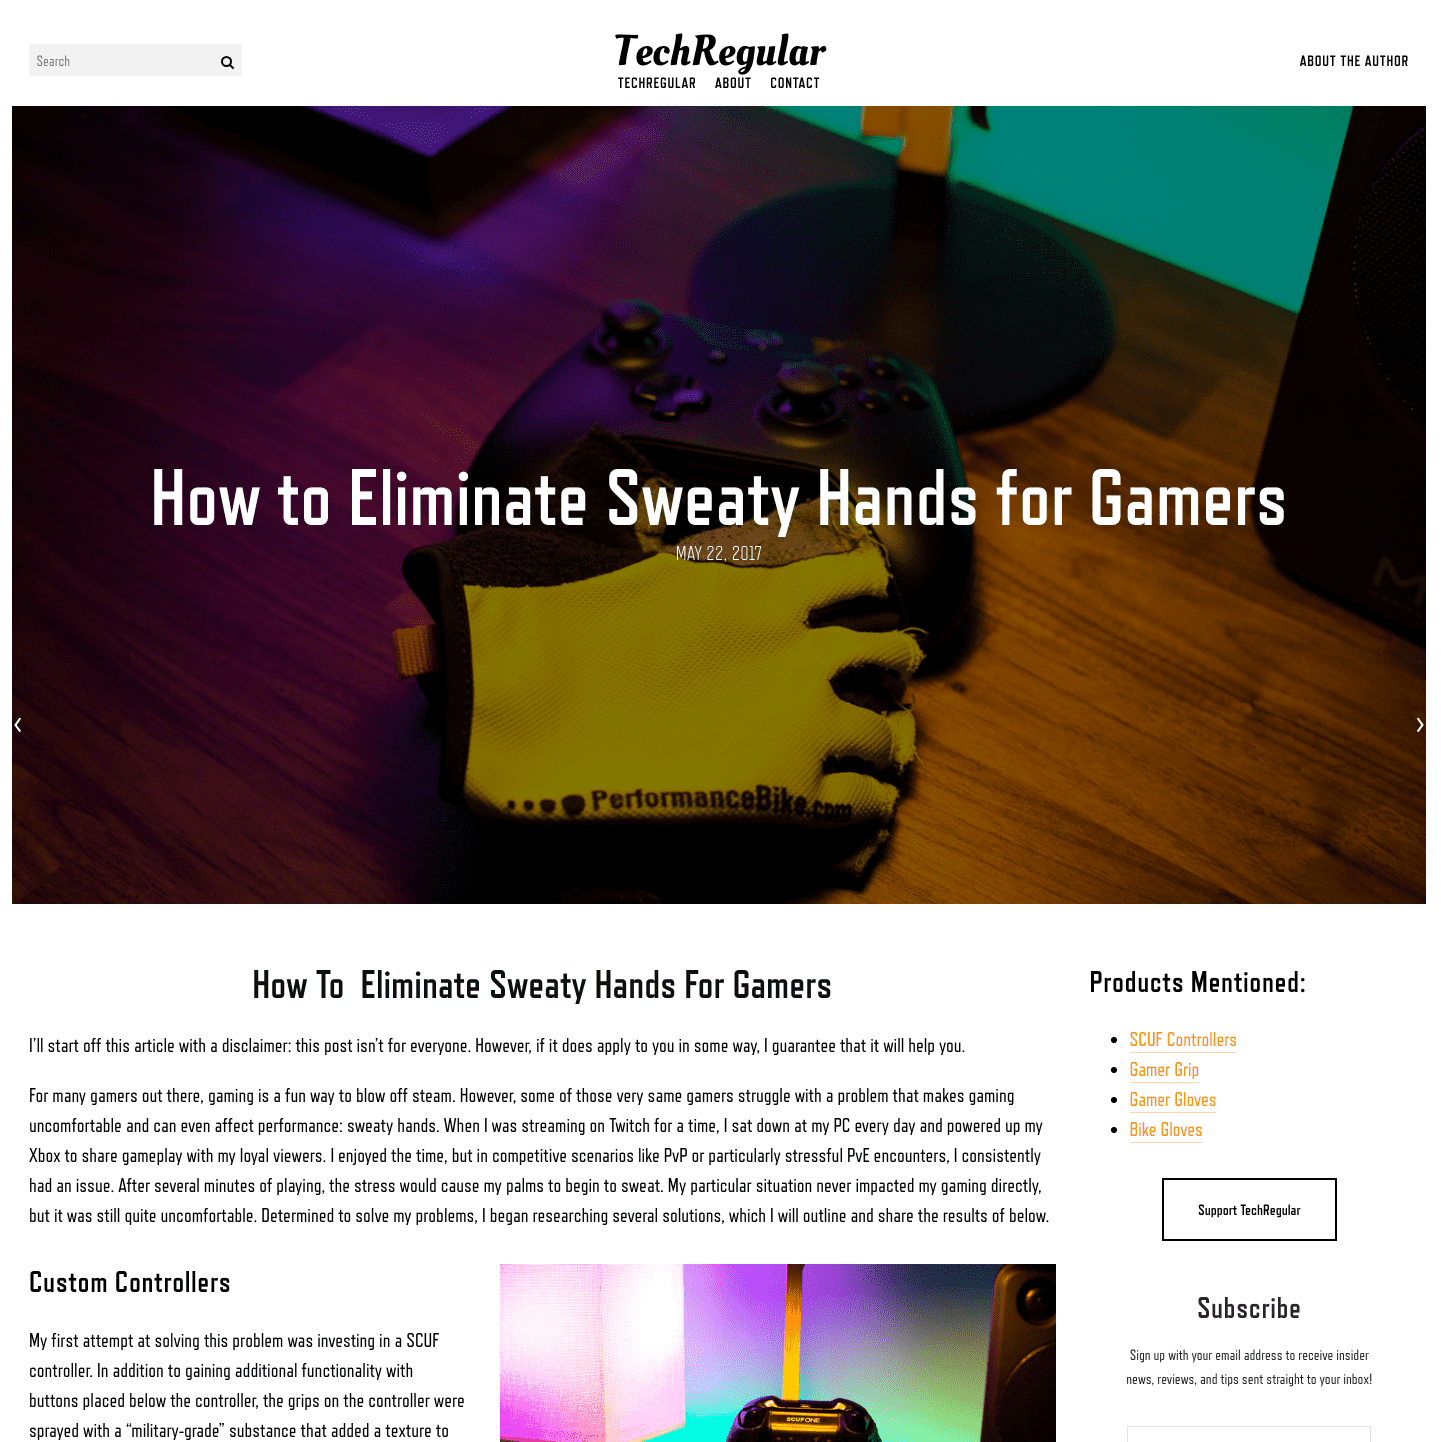 Search
TechRegular
TECHREGULAR ABOUT CONTACT
ABOUT THE AUTHOR
How to Eliminate Sweaty Hands for Gamers
MAY 22, 2017
PerformanceBike.com
How To  Eliminate Sweaty Hands For Gamers
I’ll start off this article with a disclaimer: this post isn’t for everyone. However, if it does apply to you in some way, I guarantee that it will help you.
For many gamers out there, gaming is a fun way to blow off steam. However, some of those very same gamers struggle with a problem that makes gaming
uncomfortable and can even affect performance: sweaty hands. When I was streaming on Twitch for a time, I sat down at my PC every day and powered up my
Xbox to share gameplay with my loyal viewers. I enjoyed the time, but in competitive scenarios like PvP or particularly stressful PvE encounters, I consistently
had an issue. After several minutes of playing, the stress would cause my palms to begin to sweat. My particular situation never impacted my gaming directly,
but it was still quite uncomfortable. Determined to solve my problems, I began researching several solutions, which I will outline and share the results of below.
Custom Controllers
My first attempt at solving this problem was investing in a SCUF
controller. In addition to gaining additional functionality with
buttons placed below the controller, the grips on the controller were
sprayed with a “military-grade” substance that added a texture to
SCUF ONE
Products Mentioned:
SCUF Controllers
Gamer Grip
Gamer Gloves
Bike Gloves
Support TechRegular
Subscribe
Sign up with your email address to receive insider
news, reviews, and tips sent straight to your inbox!